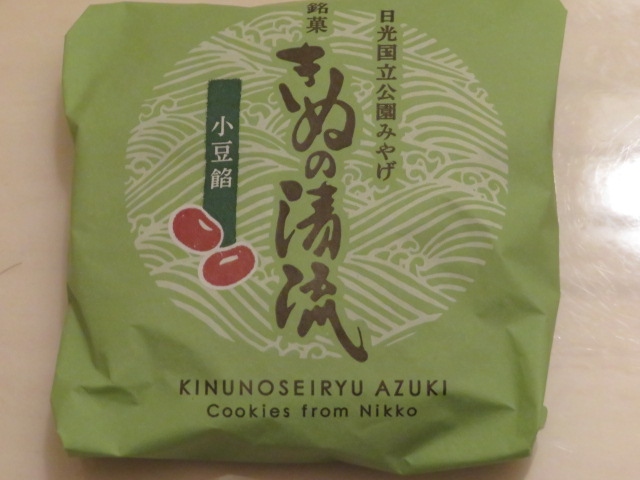 日光国立公園みやげ
銘菓
きぬの清流
小豆餡
KINUNOSEIRYU AZUKI
Cookies from Nikko